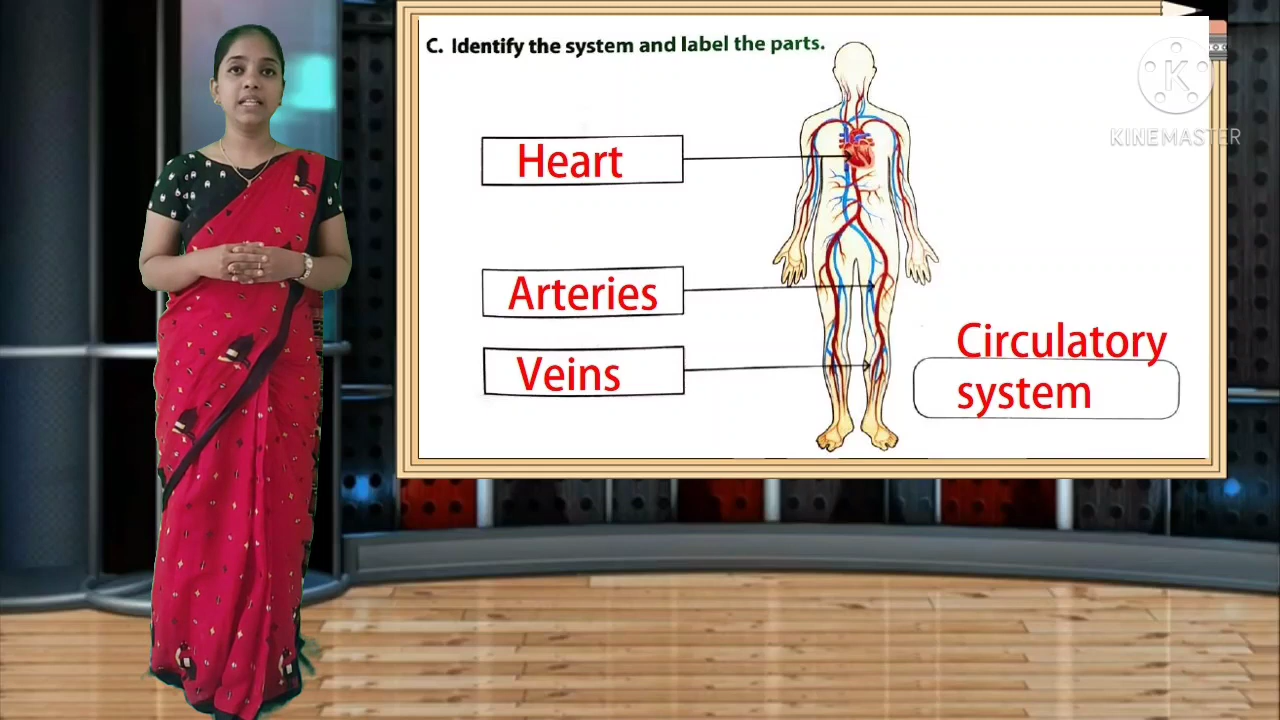 C. Identify the system and label the parts.
K
KINEMASTER
Heart
Arteries
Circulatory
Veins
system